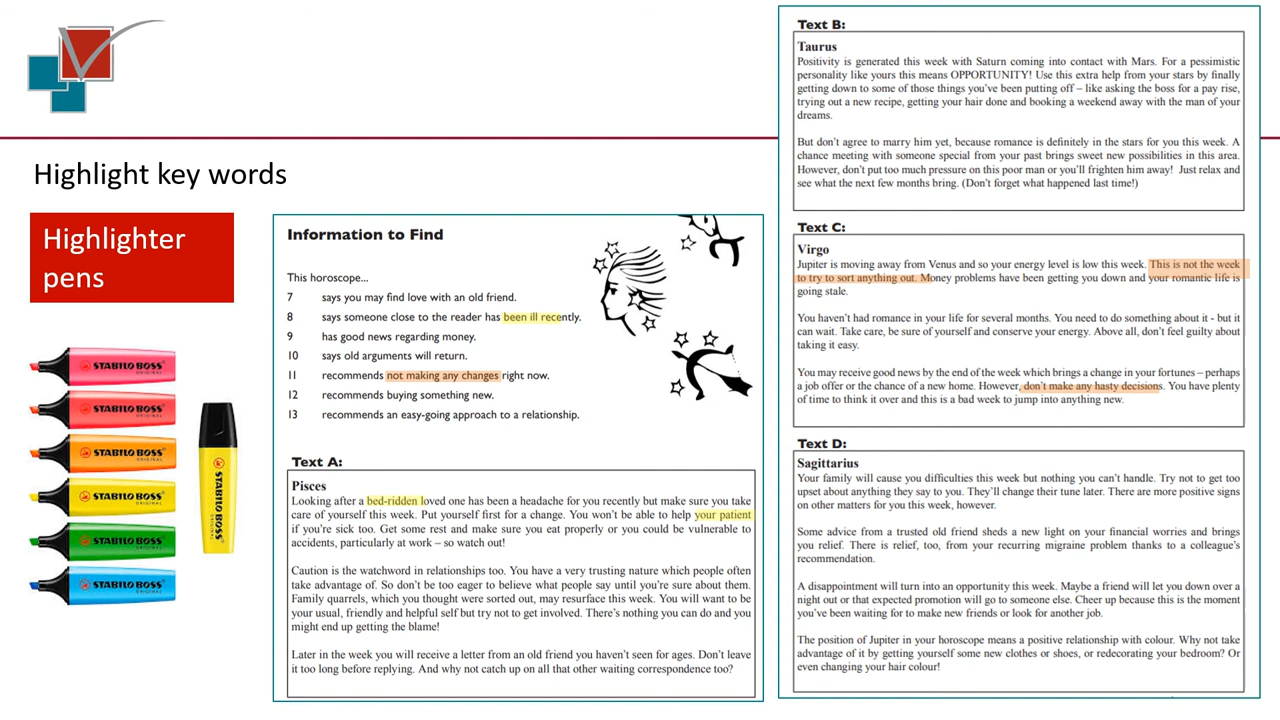 Highlight key words
Highlighter
pens
STABILO BOSS
ORIGINAL
STABILO BOSS
ORIGINAL
STABILO BOSS
ORIGINAL
STABILO BOSS
ORIGINAL
STABILO BOSS
ORIGINAL
STABILO BOSS
ORIGINAL
STABILO BOSS
ORIGINAL
Information to Find
This horoscope...
7 says you may find love with an old friend.
8 says someone close to the reader has been ill recently.
9 has good news regarding money.
10 says old arguments will return.
11 recommends not making any changes right now.
12 recommends buying something new.
13 recommends an easy-going approach to a relationship.
Text A:
Pisces
Looking after a bed-ridden loved one has been a headache for you recently but make sure you take
care of yourself this week. Put yourself first for a change. You won't be able to help your patient
if you're sick too. Get some rest and make sure you eat properly or you could be vulnerable to
accidents, particularly at work – so watch out!
Caution is the watchword in relationships too. You have a very trusting nature which people often
take advantage of. So don't be too eager to believe what people say until you're sure about them.
Family quarrels, which you thought were sorted out, may resurface this week. You will want to be
your usual, friendly and helpful self but try not to get involved. There's nothing you can do and you
might end up getting the blame!
Later in the week you will receive a letter from an old friend you haven't seen for ages. Don't leave
it too long before replying. And why not catch up on all that other waiting correspondence too?
Text B:
Taurus
Positivity is generated this week with Saturn coming into contact with Mars. For a pessimistic
personality like yours this means OPPORTUNITY! Use this extra help from your stars by finally
getting down to some of those things you've been putting off – like asking the boss for a pay rise,
trying out a new recipe, getting your hair done and booking a weekend away with the man of your
dreams.
But don't agree to marry him yet, because romance is definitely in the stars for you this week. A
chance meeting with someone special from your past brings sweet new possibilities in this area.
However, don't put too much pressure on this poor man or you'll frighten him away! Just relax and
see what the next few months bring. (Don't forget what happened last time!)
Text C:
Virgo
Jupiter is moving away from Venus and so your energy level is low this week. This is not the week
to try to sort anything out. Money problems have been getting you down and your romantic life is
going stale.
You haven't had romance in your life for several months. You need to do something about it - but it
can wait. Take care, be sure of yourself and conserve your energy. Above all, don't feel guilty about
taking it easy.
You may receive good news by the end of the week which brings a change in your fortunes – perhaps
a job offer or the chance of a new home. However, don't make any hasty decisions. You have plenty
of time to think it over and this is a bad week to jump into anything new.
Text D:
Sagittarius
Your family will cause you difficulties this week but nothing you can't handle. Try not to get too
upset about anything they say to you. They'll change their tune later. There are more positive signs
on other matters for you this week, however.
Some advice from a trusted old friend sheds a new light on your financial worries and brings
you relief. There is relief, too, from your recurring migraine problem thanks to a colleague's
recommendation.
A disappointment will turn into an opportunity this week. Maybe a friend will let you down over a
night out or that expected promotion will go to someone else. Cheer up because this is the moment
you've been waiting for to make new friends or look for another job.
The position of Jupiter in your horoscope means a positive relationship with colour. Why not take
advantage of it by getting yourself some new clothes or shoes, or redecorating your bedroom? Or
even changing your hair colour!